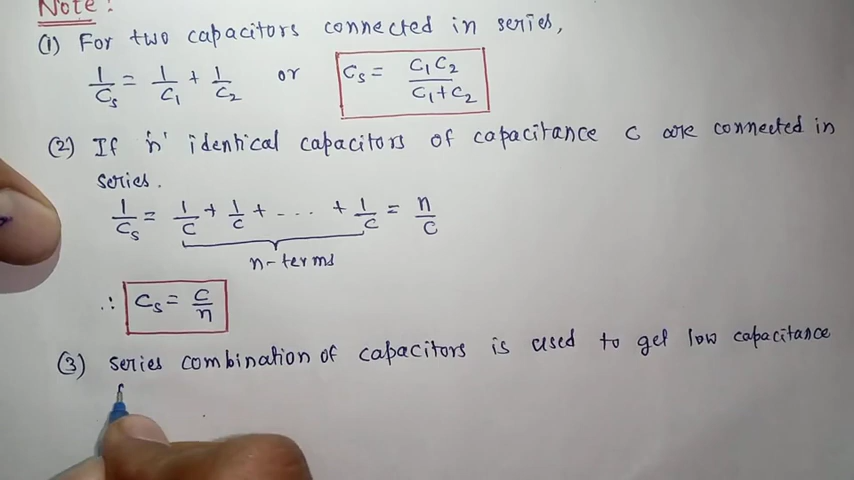 Note:
(1) For two capacitors connected in series,
1/Cs = 1/C1 + 1/C2 or Cs = C1 C2 / C1 + C2
(2) If 'n' identical capacitors of capacitance C are connected in
series.
1/Cs = 1/C + 1/C + .... + 1/C = n/C
n-terms
∴ Cs = C/n
(3) series combination of capacitors is used to get low capacitance